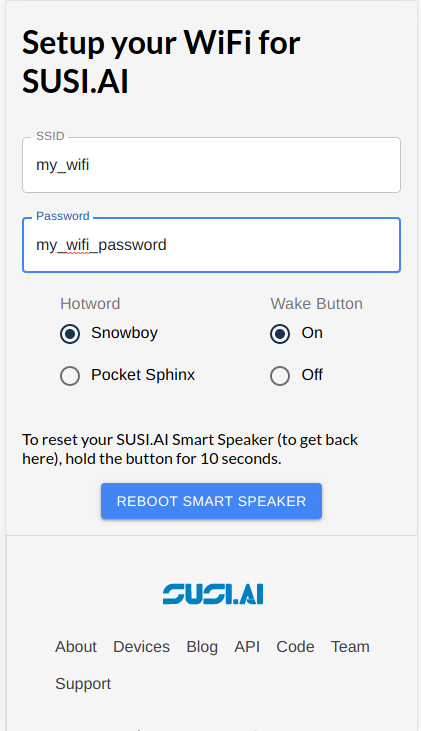 Setup your WiFi for
SUSI.AI
SSID
my_wifi
Password
my_wifi_password
Hotword Wake Button
Snowboy On
Pocket Sphinx Off
To reset your SUSI.AI Smart Speaker (to get back
here), hold the button for 10 seconds.
REBOOT SMART SPEAKER
SUSI.AI
About Devices Blog API Code Team
Support